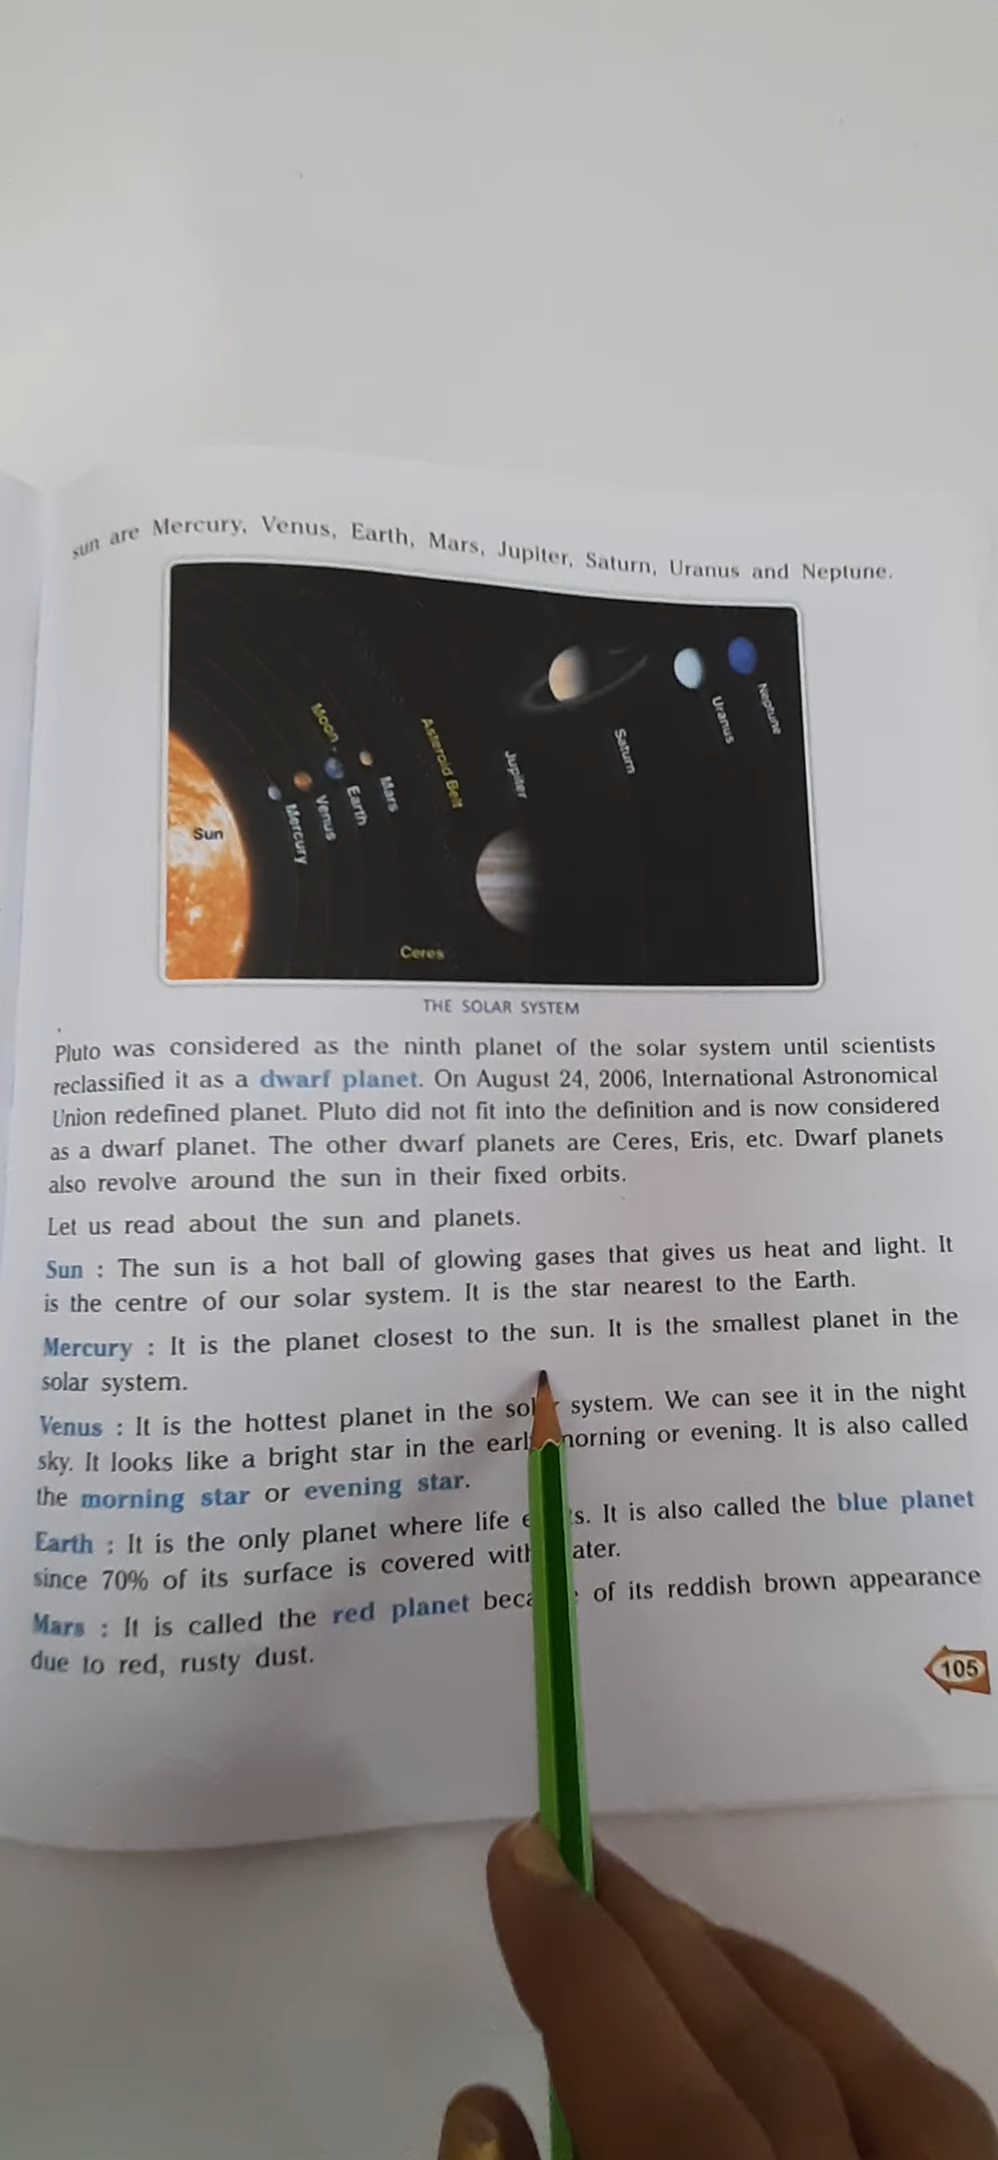 sun are Mercury, Venus, Earth, Mars, Jupiter, Saturn, Uranus and Neptune.
Sun
Mercury
Venus
Moon
Earth
Mars
Asteroid Belt
Ceres
Jupiter
Saturn
Uranus
Neptune
THE SOLAR SYSTEM
Pluto was considered as the ninth planet of the solar system until scientists
reclassified it as a dwarf planet. On August 24, 2006, International Astronomical
Union redefined planet. Pluto did not fit into the definition and is now considered
as a dwarf planet. The other dwarf planets are Ceres, Eris, etc. Dwarf planets
also revolve around the sun in their fixed orbits.
Let us read about the sun and planets.
Sun : The sun is a hot ball of glowing gases that gives us heat and light. It
is the centre of our solar system. It is the star nearest to the Earth.
Mercury : It is the planet closest to the sun. It is the smallest planet in the
solar system.
Venus : It is the hottest planet in the system. We can see it in the night
sky. It looks like a bright star in the morning or evening. It is also called
the morning star or evening star.
Earth : It is the only planet where life It is also called the blue planet
since 70% of its surface is covered
Mars : It is called the red planet of its reddish brown appearance
due to red, rusty dust.
105